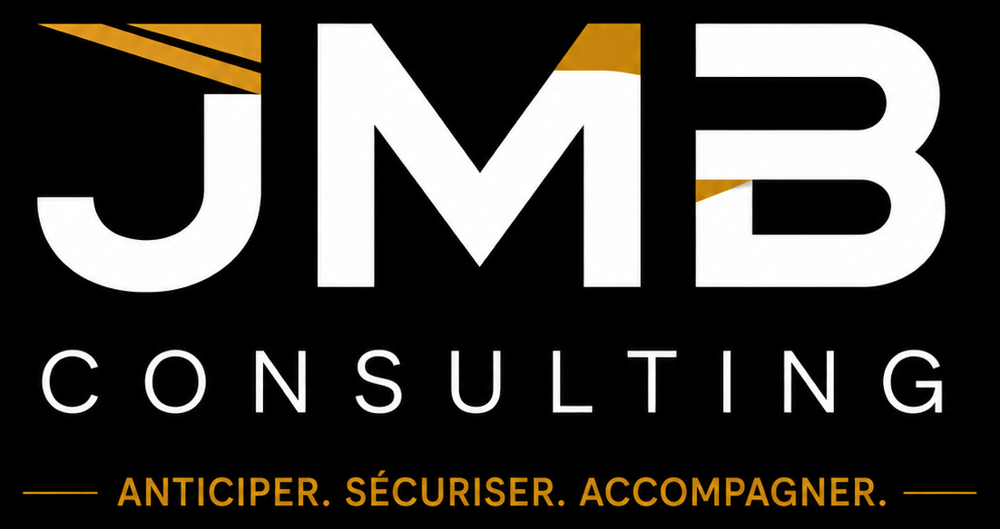 JMB
CONSULTING
ANTICIPER. SÉCURISER. ACCOMPAGNER.